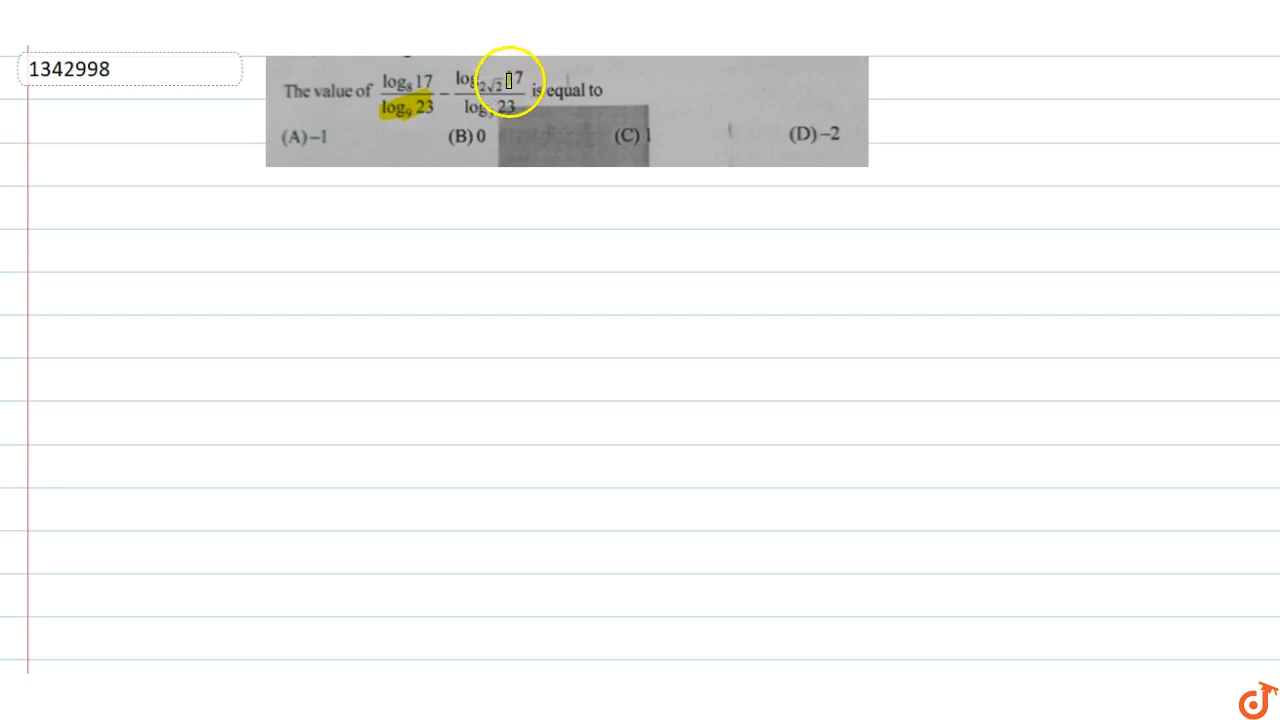 1342998
The value of log₈ 17 / log₉ 23 − log₂√₂ 17 / log 23 is equal to
(A) −1 (B) 0 (C) 1 (D) −2